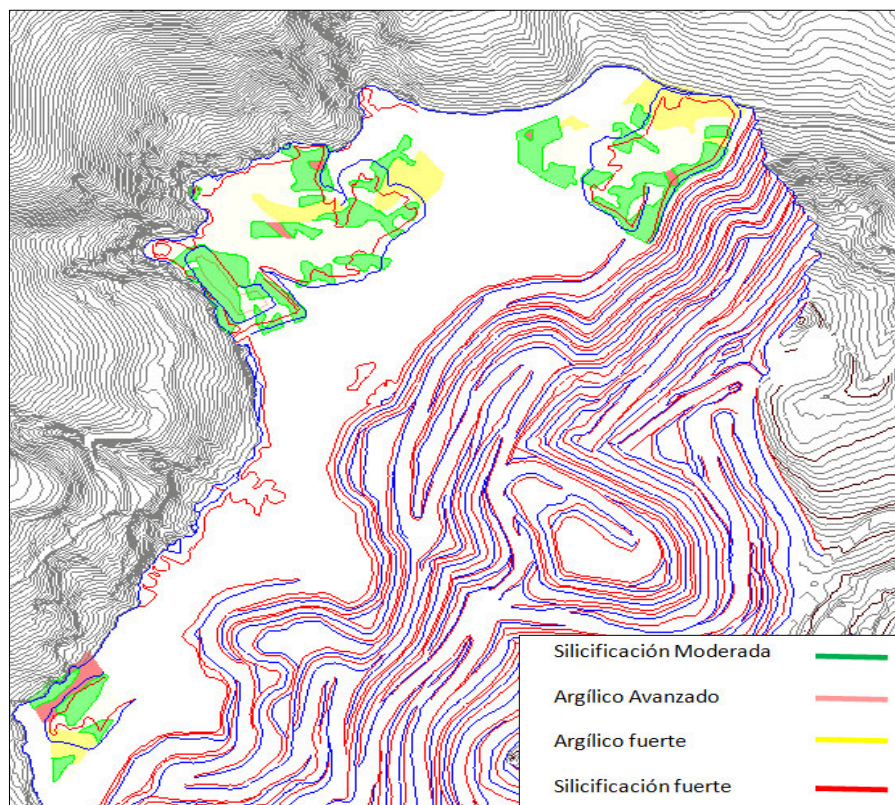 Silicificación Moderada
Argílico Avanzado
Argílico fuerte
Silicificación fuerte